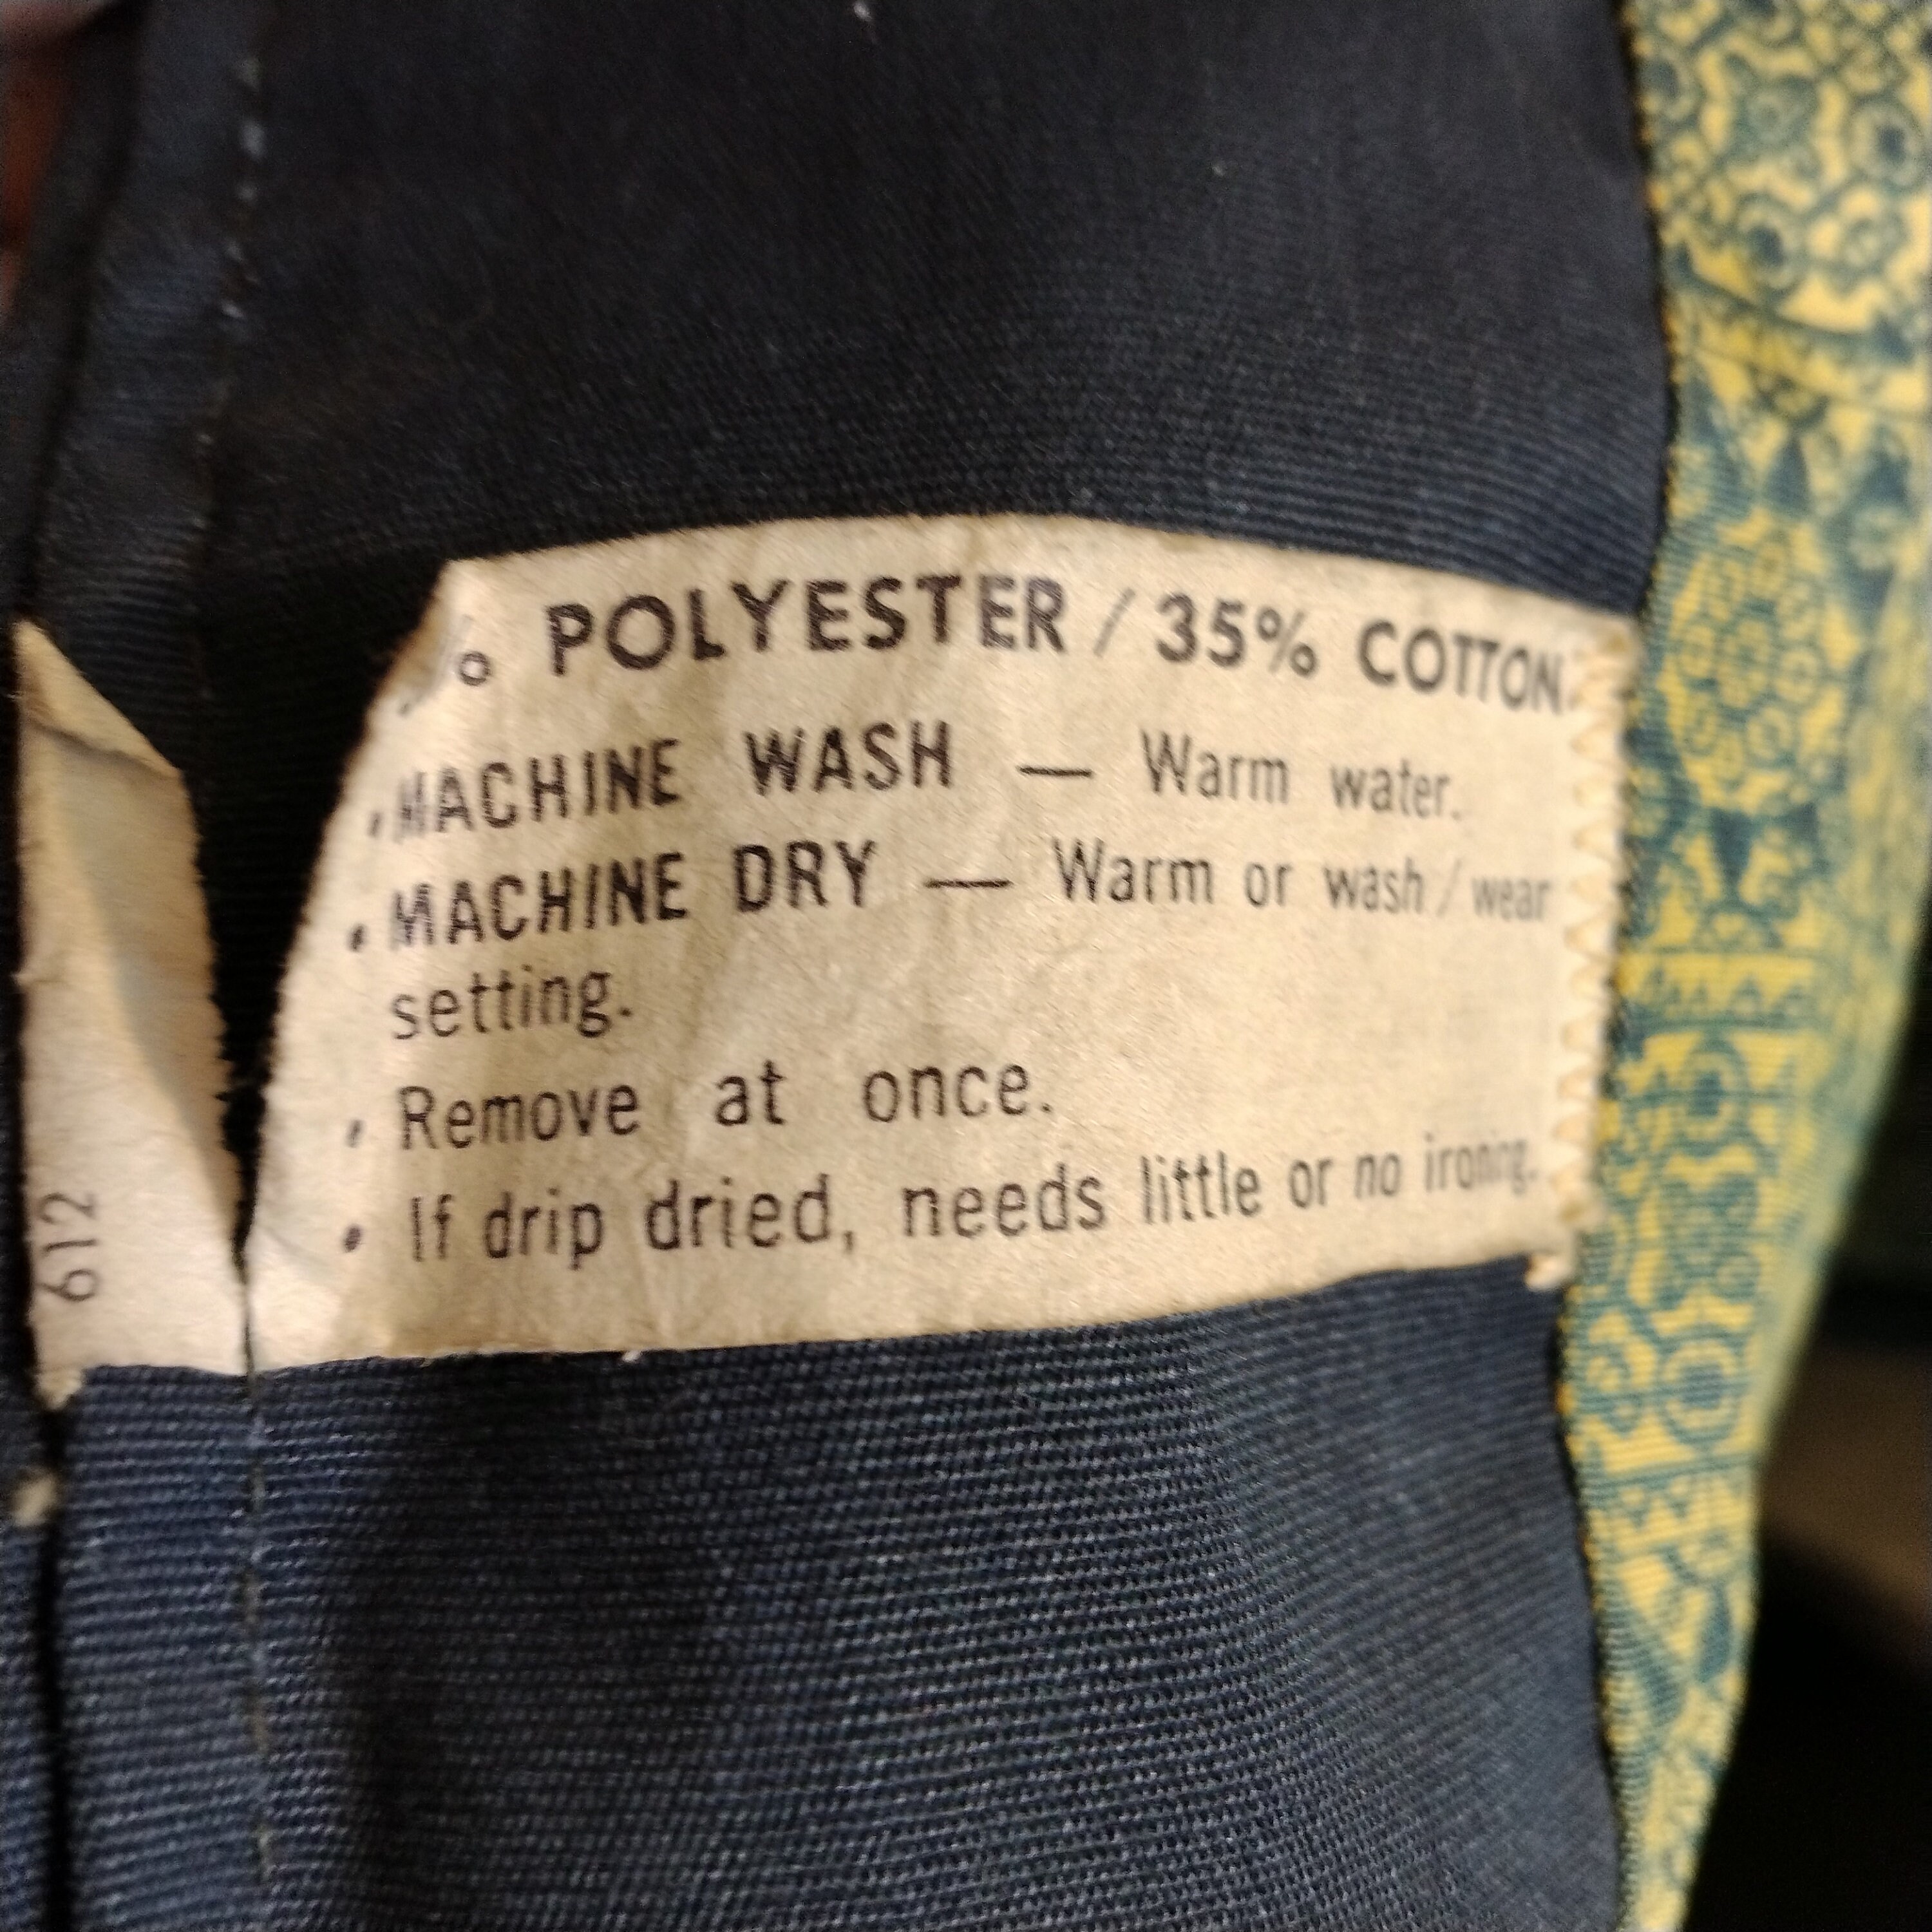 % POLYESTER / 35% COTTON
• MACHINE WASH — Warm water.
• MACHINE DRY — Warm or wash/wear
setting.
• Remove at once.
• If drip dried, needs little or no ironing.
612